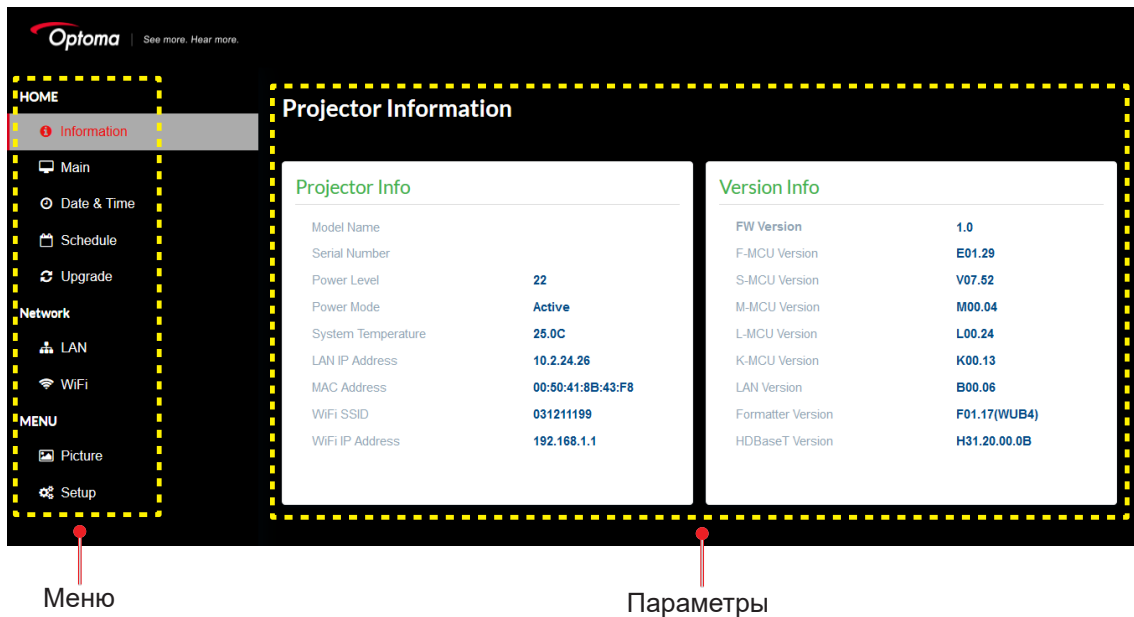 Optoma | See more. Hear more.
HOME
Information
Main
Date & Time
Schedule
Upgrade
Network
LAN
WiFi
MENU
Picture
Setup
Projector Information
Projector Info
Model Name
Serial Number
Power Level 22
Power Mode Active
System Temperature 25.0C
LAN IP Address 10.2.24.26
MAC Address 00:50:41:8B:43:F8
WiFi SSID 031211199
WiFi IP Address 192.168.1.1
Version Info
FW Version 1.0
F-MCU Version E01.29
S-MCU Version V07.52
M-MCU Version M00.04
L-MCU Version L00.24
K-MCU Version K00.13
LAN Version B00.06
Formatter Version F01.17(WUB4)
HDBaseT Version H31.20.00.0B
Меню
Параметры